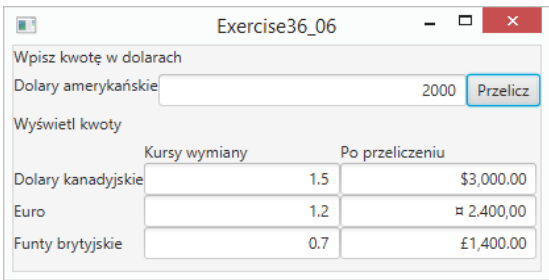 Exercise36_06
Wpisz kwotę w dolarach
Dolary amerykańskie 2000 Przelicz
Wyświetl kwoty
Kursy wymiany Po przeliczeniu
Dolary kanadyjskie 1.5 $3,000.00
Euro 1.2 ¤ 2.400,00
Funty brytyjskie 0.7 £1,400.00